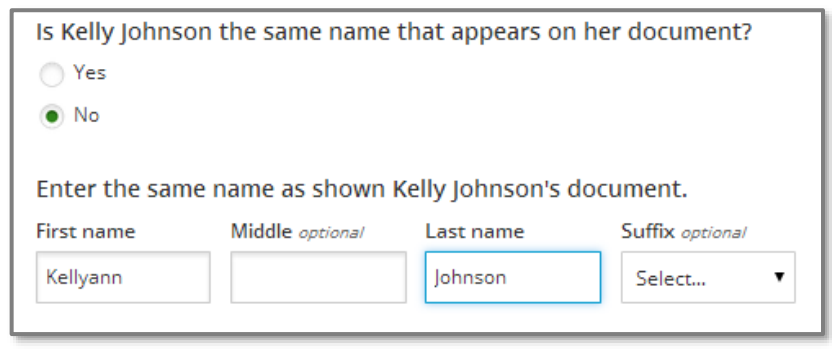 Is Kelly Johnson the same name that appears on her document?
Yes
No
Enter the same name as shown Kelly Johnson's document.
First name Middle optional Last name Suffix optional
Kellyann Johnson Select...